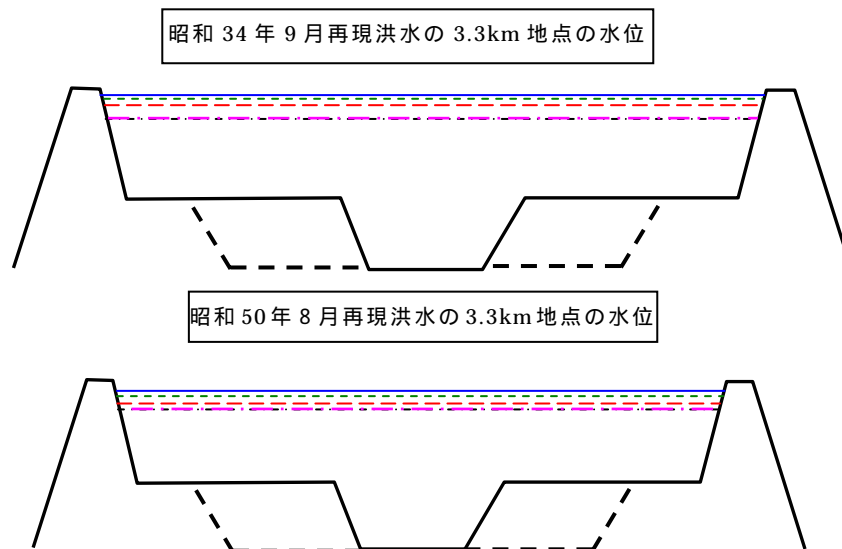 昭和 34 年 9 月再現洪水の 3.3km 地点の水位
昭和 50 年 8 月再現洪水の 3.3km 地点の水位